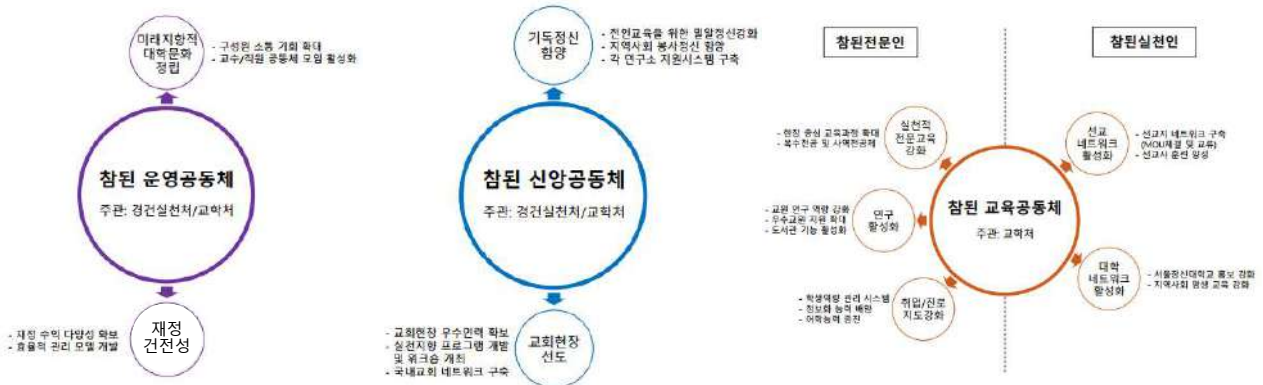 미래지향적
대학문화
정립
- 구성원 소통 기회 확대
- 교수/직원 공동체 모임 활성화
참된 운영공동체
주관: 경건실천처/교학처
재정
건전성
- 재정 수익 다양성 확보
- 효율적 관리 모델 개발
기독정신
함양
- 전인교육을 위한 밀알정신강화
- 지역사회 봉사정신 함양
- 각 연구소 지원시스템 구축
참된 신앙공동체
주관: 경건실천처/교학처
교회현장
선도
- 교회현장 우수인력 확보
- 실천지향 프로그램 개발
및 워크숍 개최
- 국내교회 네트워크 구축
참된전문인
참된실천인
- 현장 중심 교육과정 확대
- 복수전공 및 사역전공제
실천적
전문교육
강화
선교
네트워크
활성화
- 선교지 네트워크 구축
(MOU체결 및 교류)
- 선교사 훈련 양성
- 교원 연구 역량 강화
- 우수교원 지원 확대
- 도서관 기능 활성화
연구
활성화
참된 교육공동체
주관: 교학처
- 학생역량 관리 시스템
- 정보화 능력 배양
- 어학능력 증진
취업/진로
지도강화
대학
네트워크
활성화
- 서울장신대학교 홍보 강화
- 지역사회 평생 교육 강화